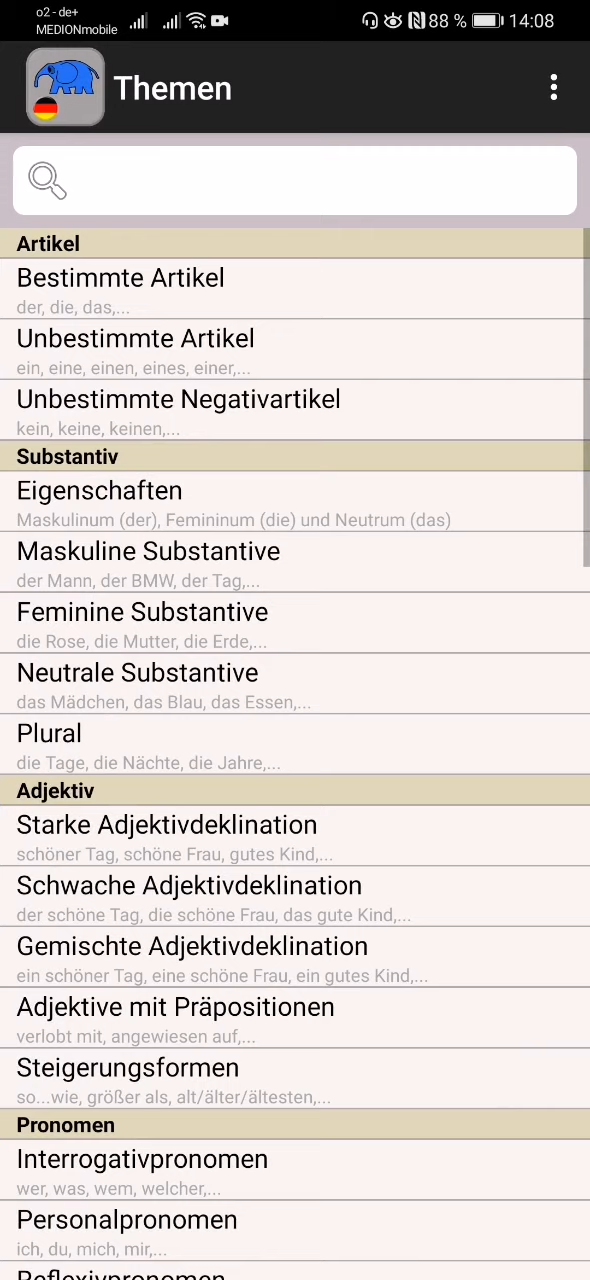 o2 - de+
MEDIONmobile
88 %
14:08
Themen
Artikel
Bestimmte Artikel
der, die, das,...
Unbestimmte Artikel
ein, eine, einen, eines, einer,...
Unbestimmte Negativartikel
kein, keine, keinen,...
Substantiv
Eigenschaften
Maskulinum (der), Femininum (die) und Neutrum (das)
Maskuline Substantive
der Mann, der BMW, der Tag,...
Feminine Substantive
die Rose, die Mutter, die Erde,...
Neutrale Substantive
das Mädchen, das Blau, das Essen,...
Plural
die Tage, die Nächte, die Jahre,...
Adjektiv
Starke Adjektivdeklination
schöner Tag, schöne Frau, gutes Kind,...
Schwache Adjektivdeklination
der schöne Tag, die schöne Frau, das gute Kind,...
Gemischte Adjektivdeklination
ein schöner Tag, eine schöne Frau, ein gutes Kind,...
Adjektive mit Präpositionen
verlobt mit, angewiesen auf,...
Steigerungsformen
so...wie, größer als, alt/älter/ältesten,...
Pronomen
Interrogativpronomen
wer, was, wem, welcher,...
Personalpronomen
ich, du, mich, mir,...
Reflexivpronomen